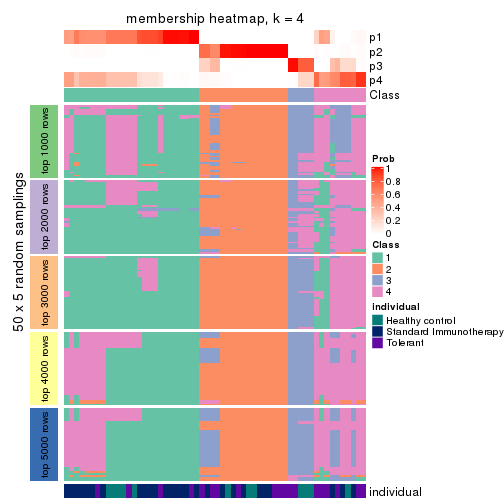 membership heatmap, k = 4
p1
p2
p3
p4
Class
50 x 5 random samplings
top 1000 rows
top 2000 rows
top 3000 rows
top 4000 rows
top 5000 rows
individual
Prob
1
0.8
0.6
0.4
0.2
0
Class
1
2
3
4
individual
Healthy control
Standard Immunotherapy
Tolerant